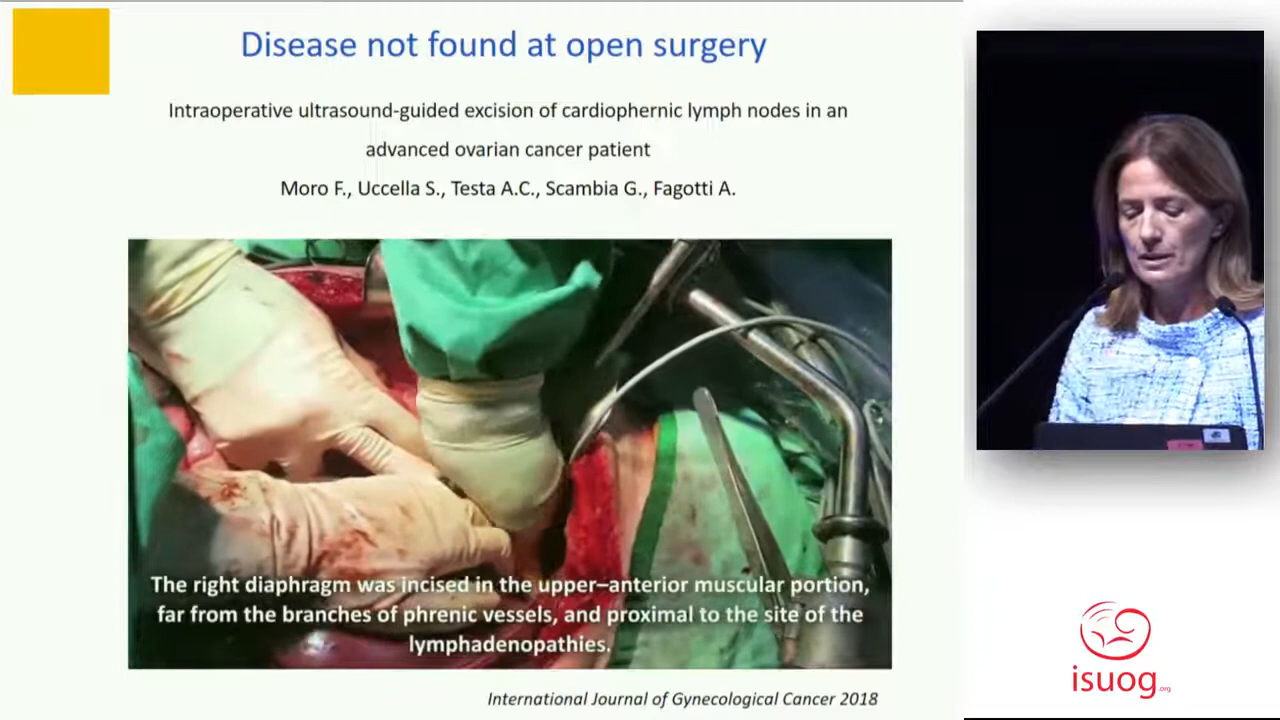 Disease not found at open surgery
Intraoperative ultrasound-guided excision of cardiophernic lymph nodes in an
advanced ovarian cancer patient
Moro F., Uccella S., Testa A.C., Scambia G., Fagotti A.
The right diaphragm was incised in the upper–anterior muscular portion,
far from the branches of phrenic vessels, and proximal to the site of the
lymphadenopathies.
International Journal of Gynecological Cancer 2018
isuog.org